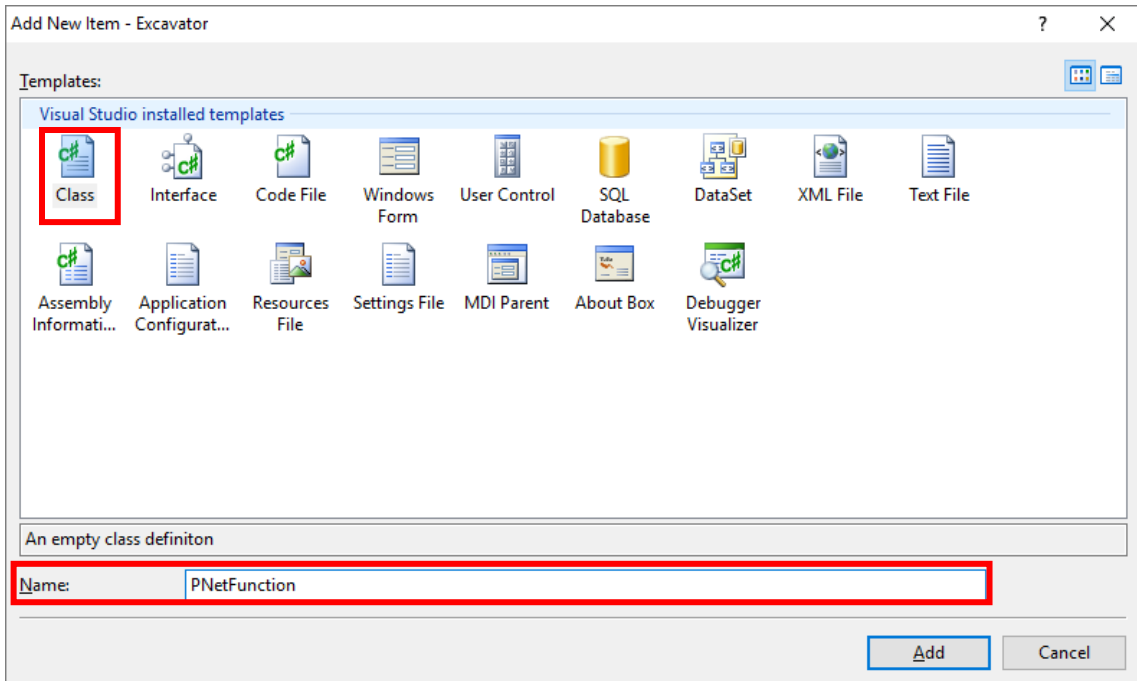 Add New Item - Excavator
?
Templates:
Visual Studio installed templates
C#
C#
C#
Class
Interface
Code File
Windows
Form
User Control
SQL
Database
DataSet
XML File
Text File
C#
C#
Assembly
Informati...
Application
Configurat...
Resources
File
Settings File
MDI Parent
About Box
Debugger
Visualizer
An empty class definiton
Name:
PNetFunction
Add
Cancel